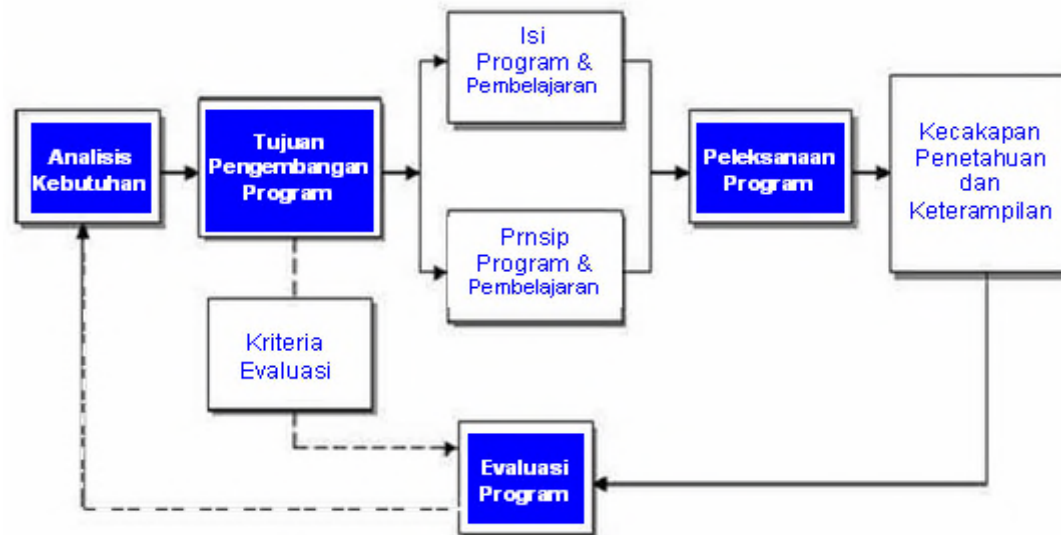 Analisis
Kebutuhan
Tujuan
Pengembangan
Program
Isi
Program &
Pembelajaran
Prnsip
Program &
Pembelajaran
Peleksanaan
Program
Kecakapan
Penetahuan
dan
Keterampilan
Kriteria
Evaluasi
Evaluasi
Program